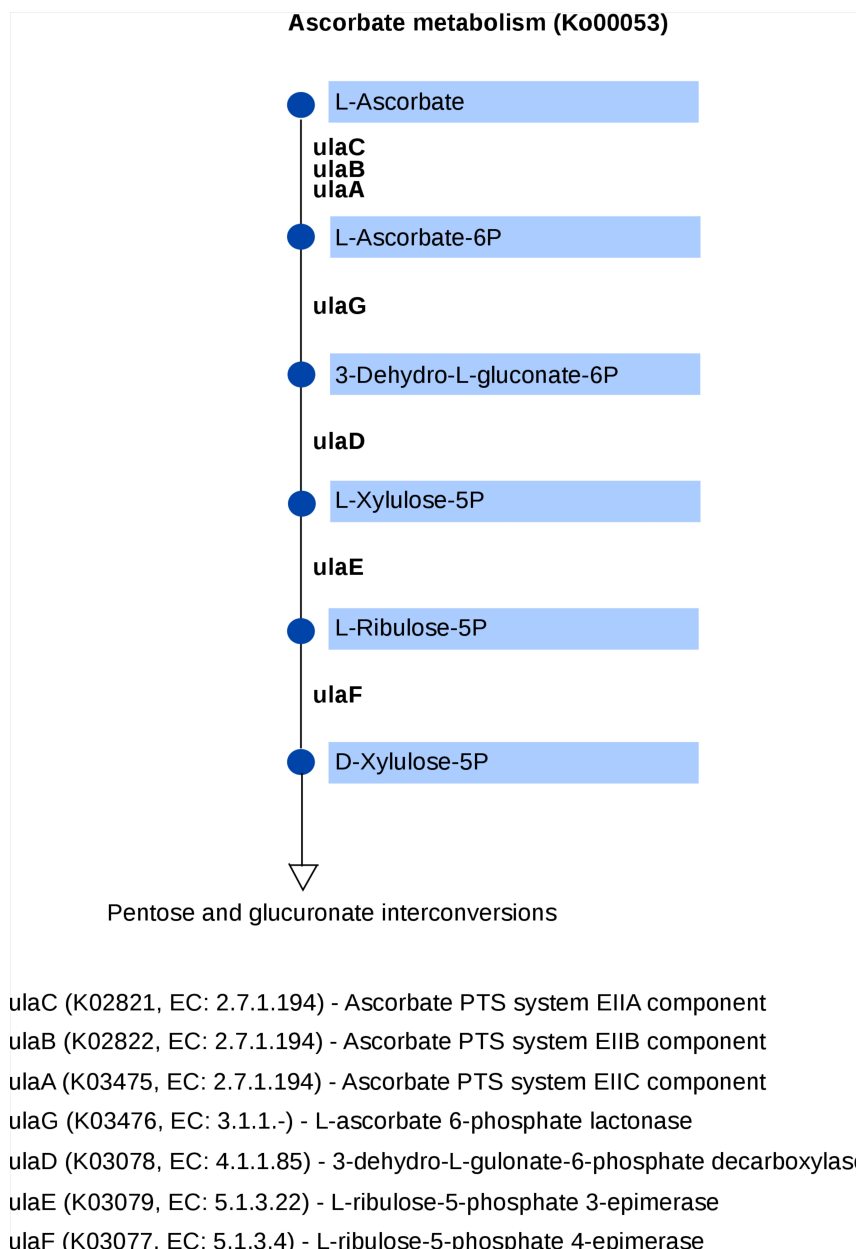 Ascorbate metabolism (Ko00053)
L-Ascorbate
ulaC
ulaB
ulaA
L-Ascorbate-6P
ulaG
3-Dehydro-L-gluconate-6P
ulaD
L-Xylulose-5P
ulaE
L-Ribulose-5P
ulaF
D-Xylulose-5P
Pentose and glucuronate interconversions
ulaC (K02821, EC: 2.7.1.194) - Ascorbate PTS system EIIA component
ulaB (K02822, EC: 2.7.1.194) - Ascorbate PTS system EIIB component
ulaA (K03475, EC: 2.7.1.194) - Ascorbate PTS system EIIC component
ulaG (K03476, EC: 3.1.1.-) - L-ascorbate 6-phosphate lactonase
ulaD (K03078, EC: 4.1.1.85) - 3-dehydro-L-gulonate-6-phosphate decarboxylase
ulaE (K03079, EC: 5.1.3.22) - L-ribulose-5-phosphate 3-epimerase
ulaF (K03077, EC: 5.1.3.4) - L-ribulose-5-phosphate 4-epimerase